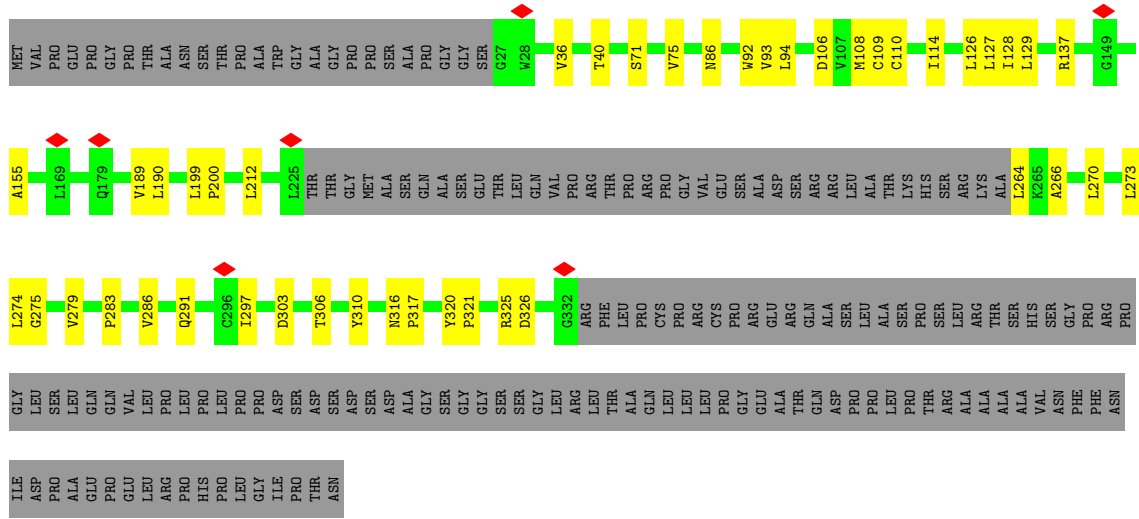 MET VAL PRO GLU PRO GLY PRO THR ALA ASN SER THR PRO ALA TRP GLY ALA GLY PRO PRO SER ALA PRO GLY GLY SER G27 W28 V36 T40 S71 V75 N86 W92 V93 L94 D106 V107 M108 C109 C110 I114 L126 L127 I128 L129 R137 G149
A155 L169 Q179 V189 L190 L199 P200 L212 L225 THR THR GLY MET ALA SER GLN ALA SER GLU THR LEU GLN VAL PRO ARG THR PRO ARG PRO GLY VAL GLU SER ALA ASP SER ARG ARG LEU ALA THR LYS HIS SER ARG LYS ALA L264 K265 A266 L270 L273
L274 G275 V279 P283 V286 Q291 C296 I297 D303 T306 Y310 N316 P317 Y320 P321 R325 D326 G332 ARG PHE LEU PRO CYS PRO ARG CYS PRO ARG GLU ARG GLN ALA SER LEU ALA SER PRO SER LEU ARG THR SER HIS SER GLY PRO ARG PRO
GLY LEU SER LEU GLN GLN VAL LEU PRO LEU PRO LEU PRO PRO ASP SER ASP SER ASP SER ASP ALA GLY SER GLY GLY SER SER GLY LEU ARG LEU THR ALA GLN LEU LEU LEU PRO GLY GLU ALA THR GLN ASP PRO PRO LEU PRO THR ARG ALA ALA ALA ALA VAL ASN PHE PHE ASN
ILE ASP PRO ALA GLU PRO GLU LEU ARG PRO HIS PRO LEU GLY ILE PRO THR ASN